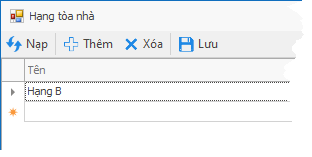 Hạng tòa nhà
Nạp Thêm Xóa Lưu
Tên
Hạng B